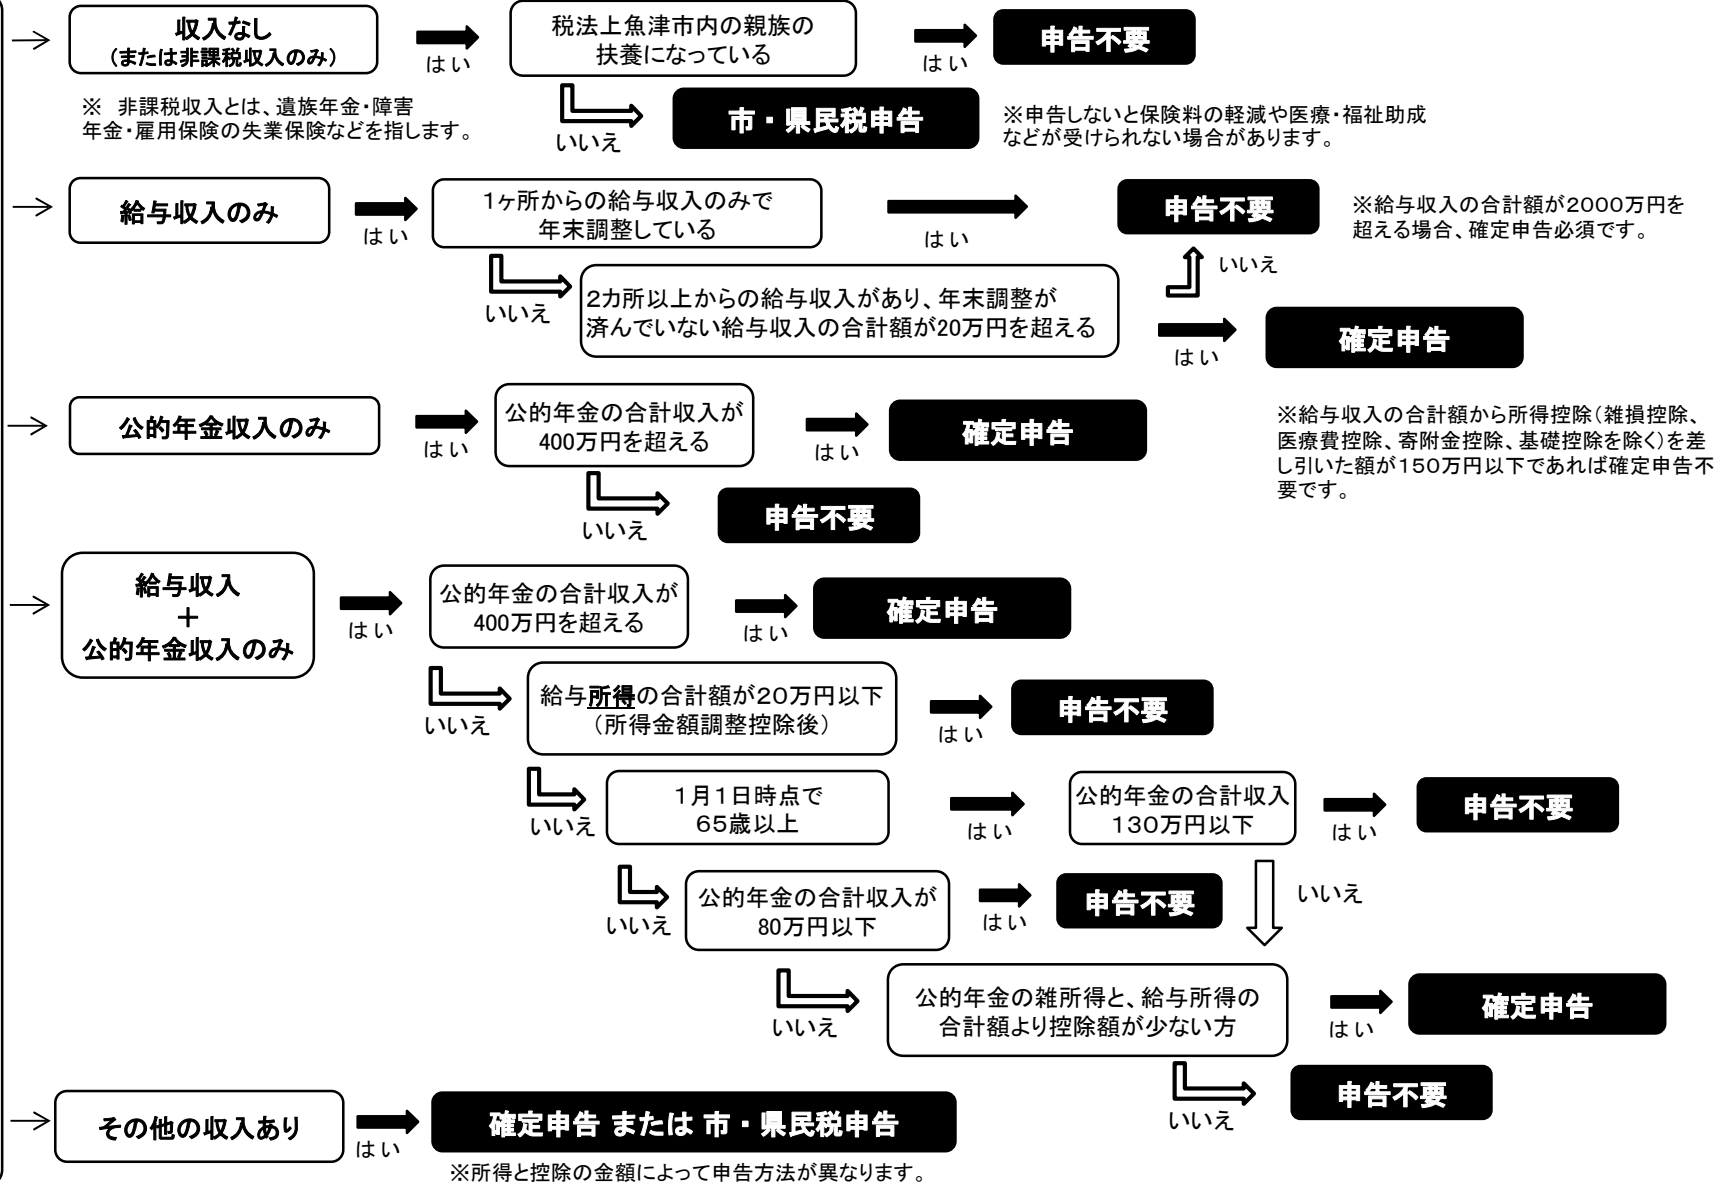 収入なし
(または非課税収入のみ)
はい
税法上魚津市内の親族の
扶養になっている
はい
申告不要
※ 非課税収入とは、遺族年金・障害
年金・雇用保険の失業保険などを指します。
いいえ
市・県民税申告
※申告しないと保険料の軽減や医療・福祉助成
などが受けられない場合があります。
給与収入のみ
はい
1ヶ所からの給与収入のみで
年末調整している
はい
申告不要
※給与収入の合計額が2000万円を
超える場合、確定申告必須です。
いいえ
いいえ
2カ所以上からの給与収入があり、年末調整が
済んでいない給与収入の合計額が20万円を超える
はい
確定申告
公的年金収入のみ
はい
公的年金の合計収入が
400万円を超える
はい
確定申告
※給与収入の合計額から所得控除(雑損控除、
医療費控除、寄附金控除、基礎控除を除く)を差
し引いた額が150万円以下であれば確定申告不
要です。
いいえ
申告不要
給与収入
+
公的年金収入のみ
はい
公的年金の合計収入が
400万円を超える
はい
確定申告
いいえ
給与所得の合計額が20万円以下
(所得金額調整控除後)
はい
申告不要
いいえ
1月1日時点で
65歳以上
はい
公的年金の合計収入
130万円以下
はい
申告不要
いいえ
公的年金の合計収入が
80万円以下
はい
申告不要
いいえ
いいえ
公的年金の雑所得と、給与所得の
合計額より控除額が少ない方
はい
確定申告
いいえ
申告不要
その他の収入あり
はい
確定申告 または 市・県民税申告
※所得と控除の金額によって申告方法が異なります。